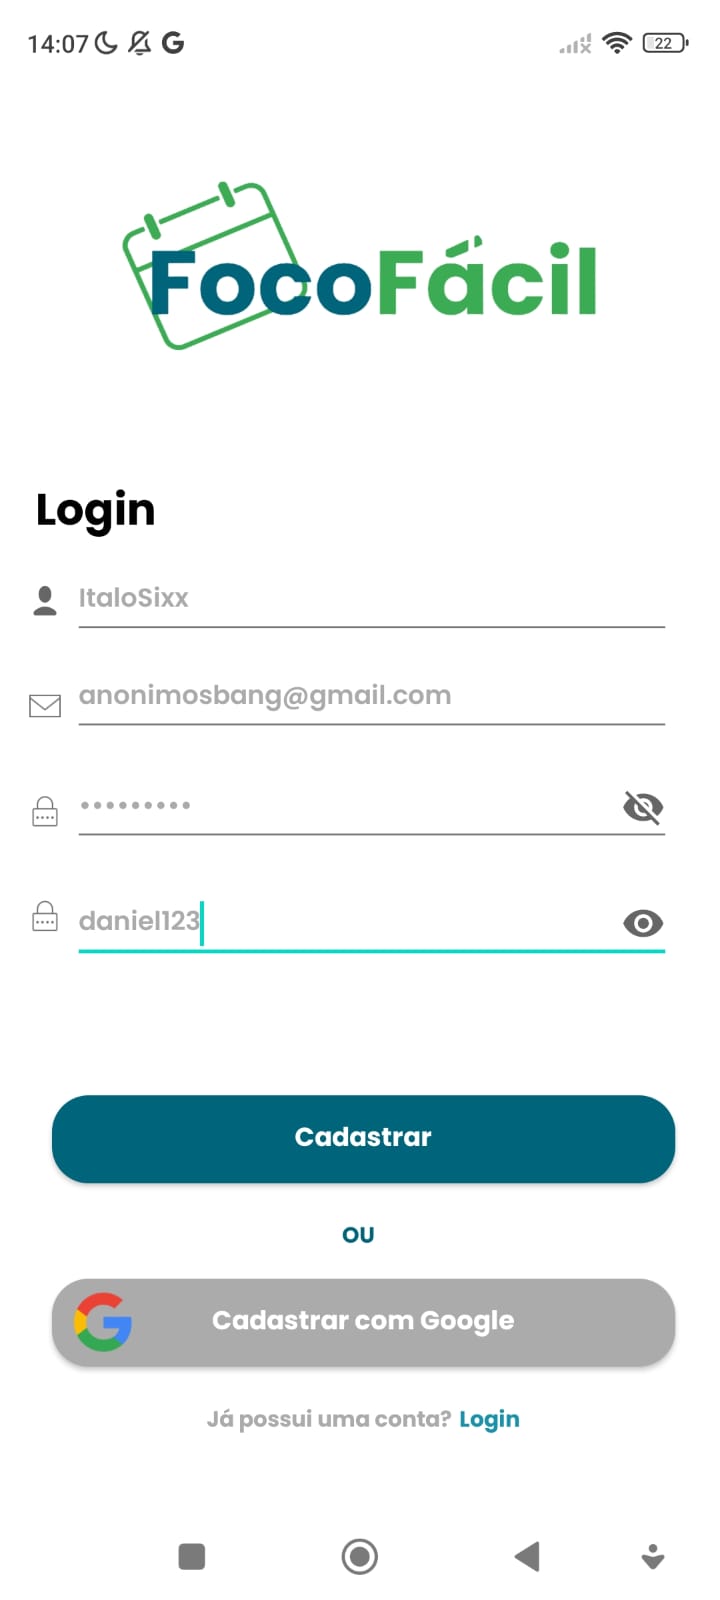 14:07
22
FocoFácil
Login
ItaloSixx
anonimosbang@gmail.com
•••••••••
daniel123
Cadastrar
OU
Cadastrar com Google
Já possui uma conta? Login